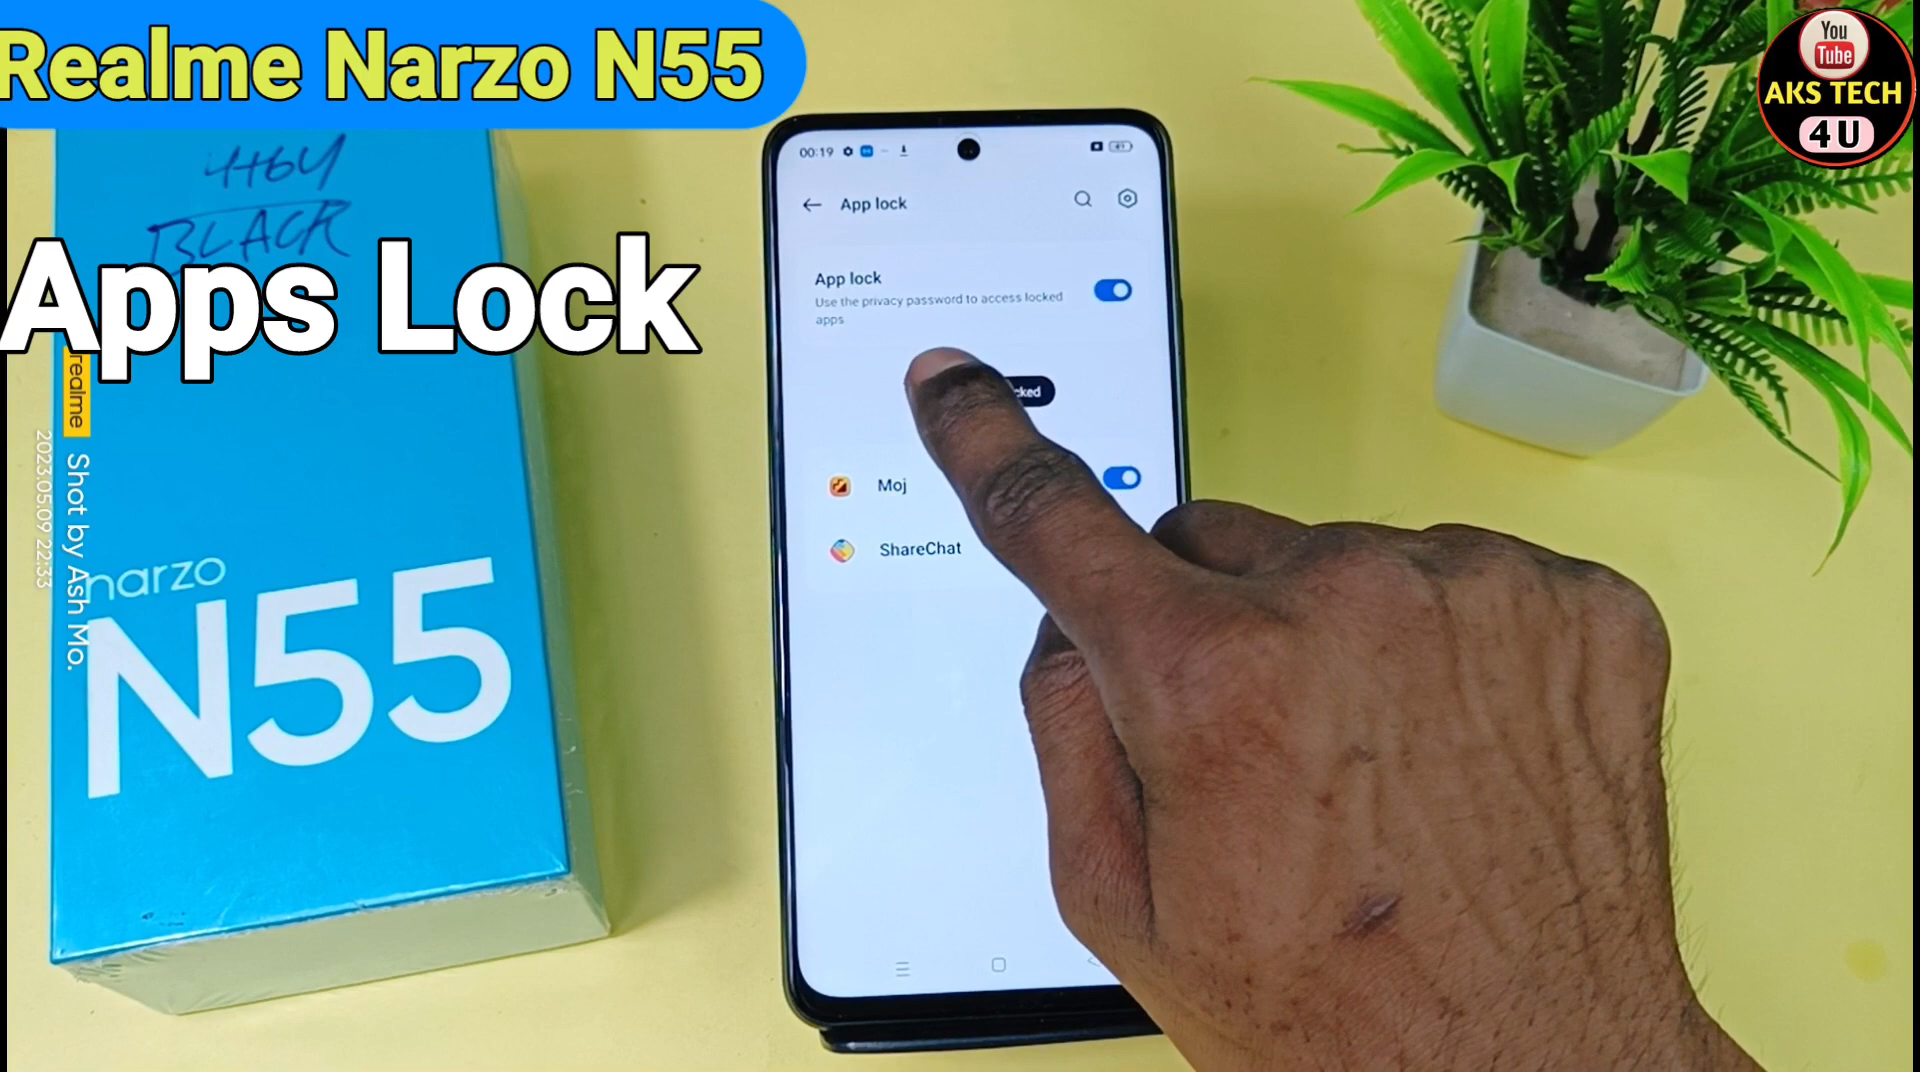 Realme Narzo N55
You
Tube
AKS TECH
4U
4+64
BLACK
Apps Lock
realme
Shot by Ash Mo.
2023.05.09 22:33
narzo
N55
00:19
App lock
App lock
Use the privacy password to access locked
apps
Moj
ShareChat